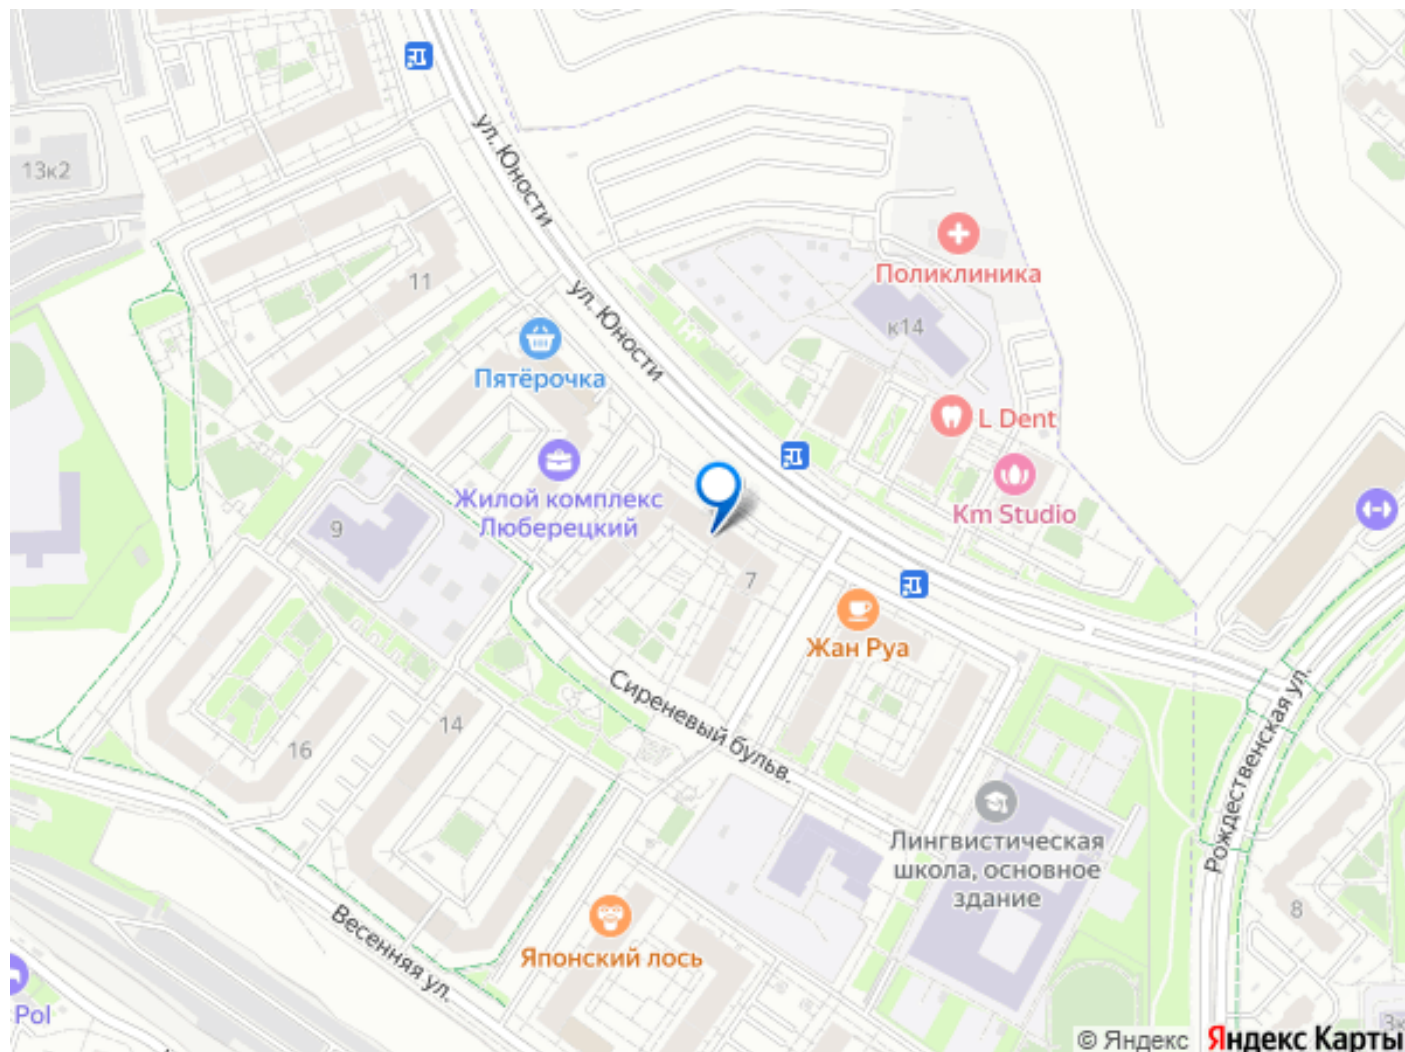 ул. Юности
13к2
Поликлиника
11
ул. Юности
к14
Пятёрочка
L Dent
Жилой комплекс
Люберецкий
Km Studio
9
7
Жан Руа
Сиреневый бульв.
Рождественская ул.
14
16
Лингвистическая
школа, основное
здание
8
Весенняя ул.
Японский лось
Pol
© Яндекс
Яндекс Карты